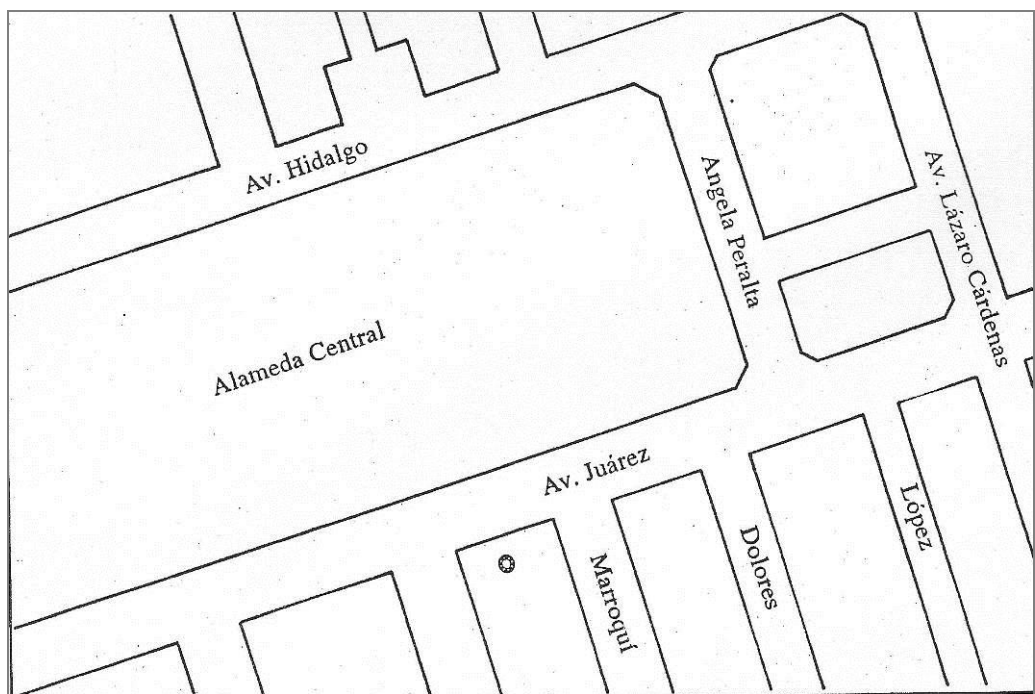 Av. Hidalgo
Angela Peralta
Av. Lázaro Cárdenas
Alameda Central
Av. Juárez
Marroquí
Dolores
López